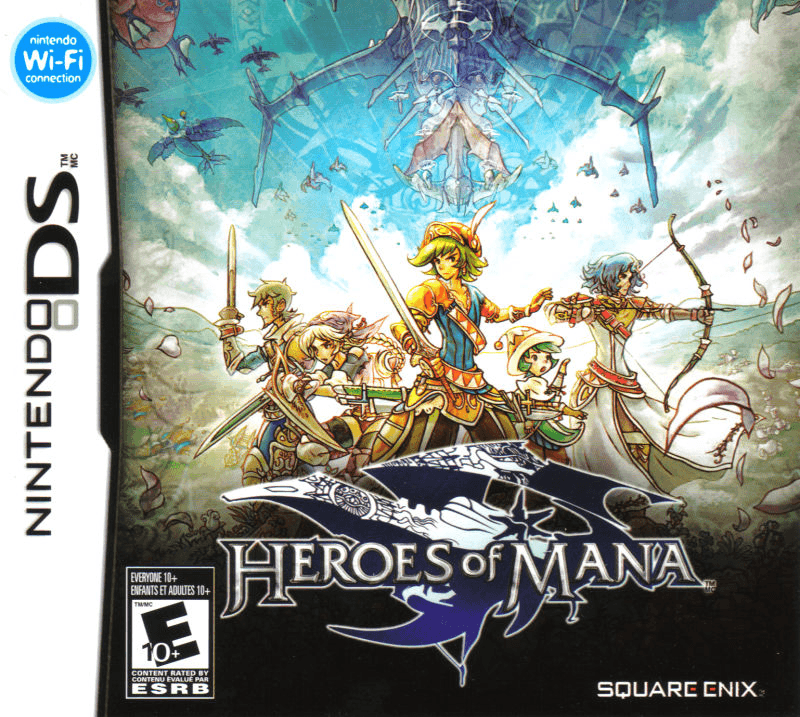 nintendo
Wi-Fi
connection
NINTENDO DS TM MC
HEROES of MANA TM MC
EVERYONE 10+
ENFANTS ET ADULTES 10+
TM/MC
E
10+
CONTENT RATED BY
CONTENU ÉVALUÉ PAR
ESRB
SQUARE ENIX